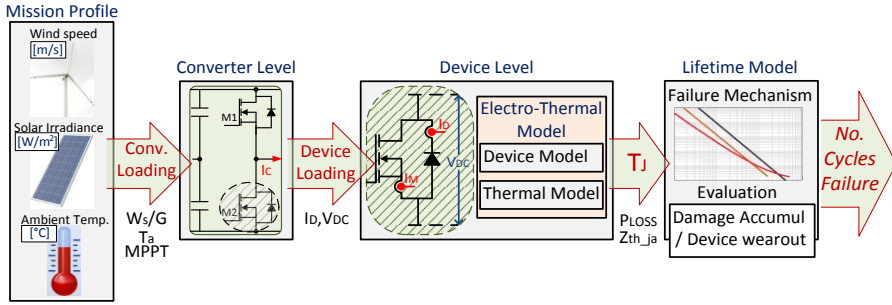 Mission Profile
Wind speed
[m/s]
Solar Irradiance
[W/m²]
Ambient Temp.
[°C]
Conv.
Loading
Ws/G
Ta
MPPT
Converter Level
M1
Ic
M2
Device
Loading
ID,VDC
Device Level
ID
IM
VDC
Electro-Thermal
Model
Device Model
Thermal Model
TJ
PLOSS
Zth_ja
Lifetime Model
Failure Mechanism
Evaluation
Damage Accumul
/ Device wearout
No.
Cycles
Failure